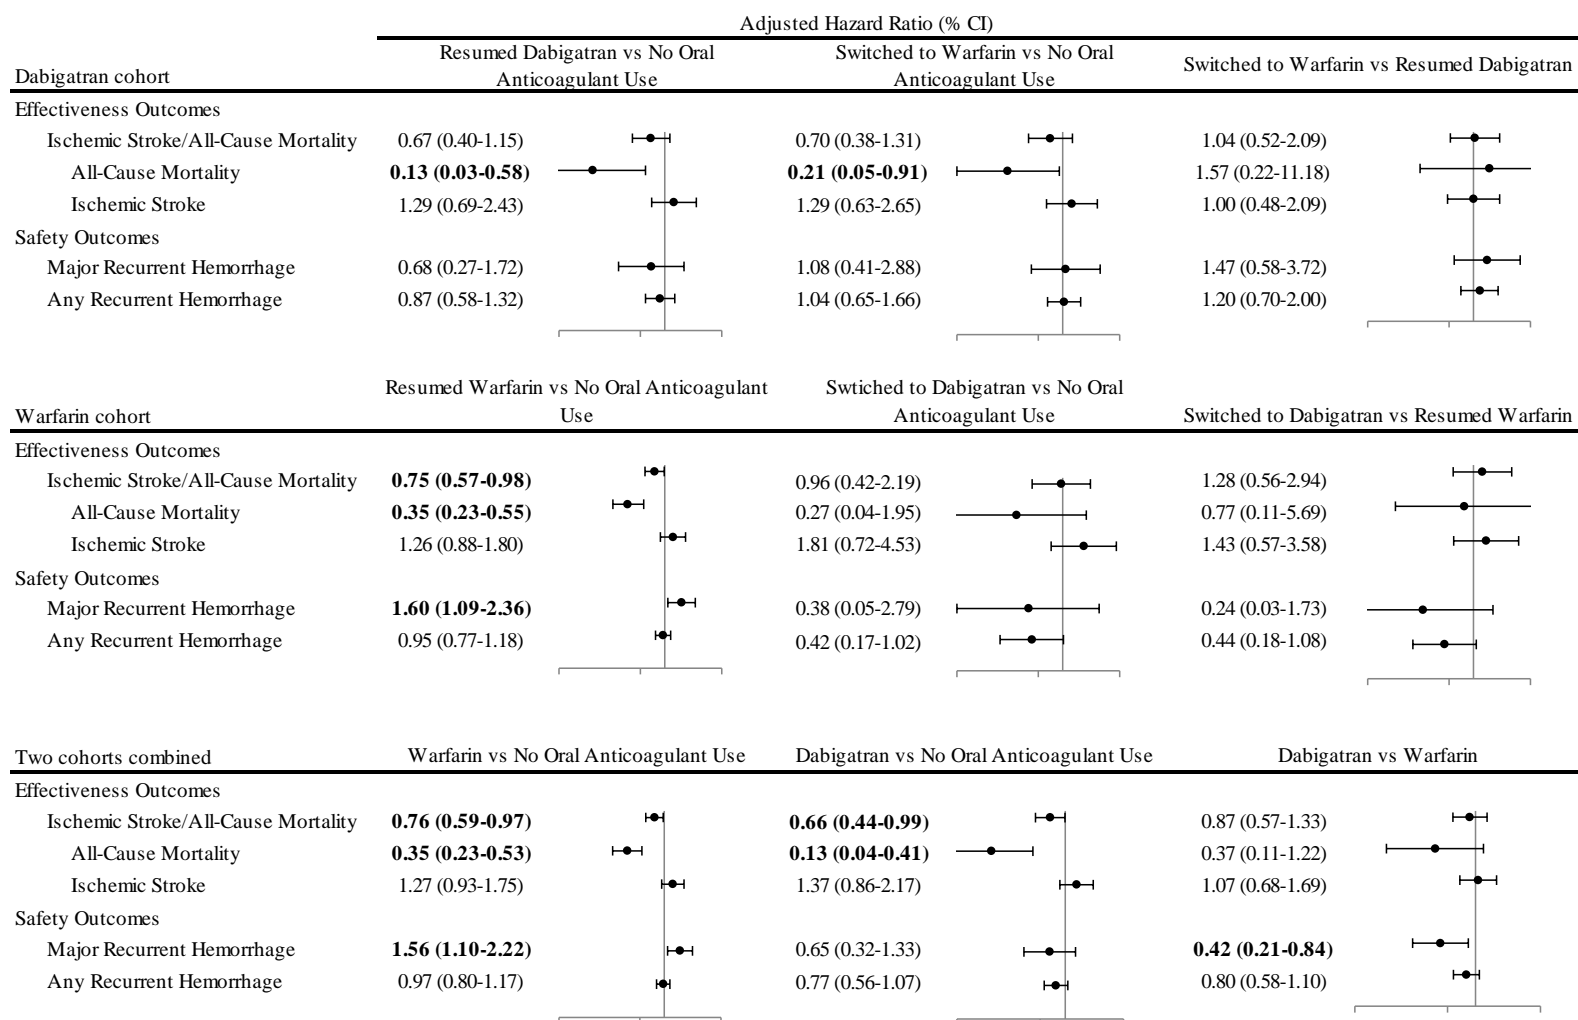 Adjusted Hazard Ratio (% CI)
Resumed Dabigatran vs No Oral Anticoagulant Use
Switched to Warfarin vs No Oral Anticoagulant Use
Dabigatran cohort Switched to Warfarin vs Resumed Dabigatran
Effectiveness Outcomes
Ischemic Stroke/All-Cause Mortality 0.67 (0.40-1.15) 0.70 (0.38-1.31) 1.04 (0.52-2.09)
All-Cause Mortality 0.13 (0.03-0.58) 0.21 (0.05-0.91) 1.57 (0.22-11.18)
Ischemic Stroke 1.29 (0.69-2.43) 1.29 (0.63-2.65) 1.00 (0.48-2.09)
Safety Outcomes
Major Recurrent Hemorrhage 0.68 (0.27-1.72) 1.08 (0.41-2.88) 1.47 (0.58-3.72)
Any Recurrent Hemorrhage 0.87 (0.58-1.32) 1.04 (0.65-1.66) 1.20 (0.70-2.00)
Resumed Warfarin vs No Oral Anticoagulant Use
Swtiched to Dabigatran vs No Oral Anticoagulant Use
Warfarin cohort Switched to Dabigatran vs Resumed Warfarin
Effectiveness Outcomes
Ischemic Stroke/All-Cause Mortality 0.75 (0.57-0.98) 0.96 (0.42-2.19) 1.28 (0.56-2.94)
All-Cause Mortality 0.35 (0.23-0.55) 0.27 (0.04-1.95) 0.77 (0.11-5.69)
Ischemic Stroke 1.26 (0.88-1.80) 1.81 (0.72-4.53) 1.43 (0.57-3.58)
Safety Outcomes
Major Recurrent Hemorrhage 1.60 (1.09-2.36) 0.38 (0.05-2.79) 0.24 (0.03-1.73)
Any Recurrent Hemorrhage 0.95 (0.77-1.18) 0.42 (0.17-1.02) 0.44 (0.18-1.08)
Two cohorts combined Warfarin vs No Oral Anticoagulant Use Dabigatran vs No Oral Anticoagulant Use Dabigatran vs Warfarin
Effectiveness Outcomes
Ischemic Stroke/All-Cause Mortality 0.76 (0.59-0.97) 0.66 (0.44-0.99) 0.87 (0.57-1.33)
All-Cause Mortality 0.35 (0.23-0.53) 0.13 (0.04-0.41) 0.37 (0.11-1.22)
Ischemic Stroke 1.27 (0.93-1.75) 1.37 (0.86-2.17) 1.07 (0.68-1.69)
Safety Outcomes
Major Recurrent Hemorrhage 1.56 (1.10-2.22) 0.65 (0.32-1.33) 0.42 (0.21-0.84)
Any Recurrent Hemorrhage 0.97 (0.80-1.17) 0.77 (0.56-1.07) 0.80 (0.58-1.10)